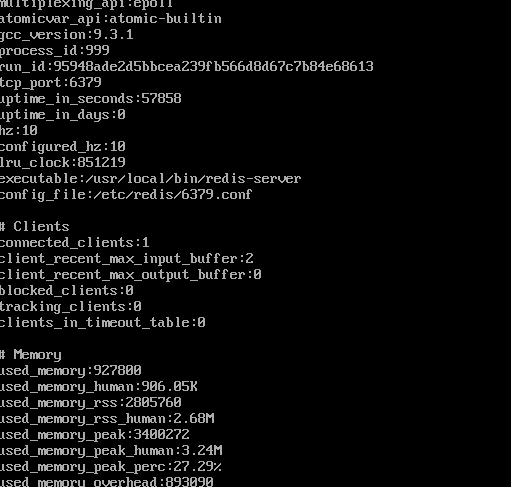 multiplexing_api:epoll
atomicvar_api:atomic-builtin
gcc_version:9.3.1
process_id:999
run_id:95948ade2d5bbcea239fb566d8d67c7b84e68613
tcp_port:6379
uptime_in_seconds:57858
uptime_in_days:0
hz:10
configured_hz:10
lru_clock:851219
executable:/usr/local/bin/redis-server
config_file:/etc/redis/6379.conf
# Clients
connected_clients:1
client_recent_max_input_buffer:2
client_recent_max_output_buffer:0
blocked_clients:0
tracking_clients:0
clients_in_timeout_table:0
# Memory
used_memory:927800
used_memory_human:906.05K
used_memory_rss:2805760
used_memory_rss_human:2.68M
used_memory_peak:3400272
used_memory_peak_human:3.24M
used_memory_peak_perc:27.29%
used_memory_overhead:893090